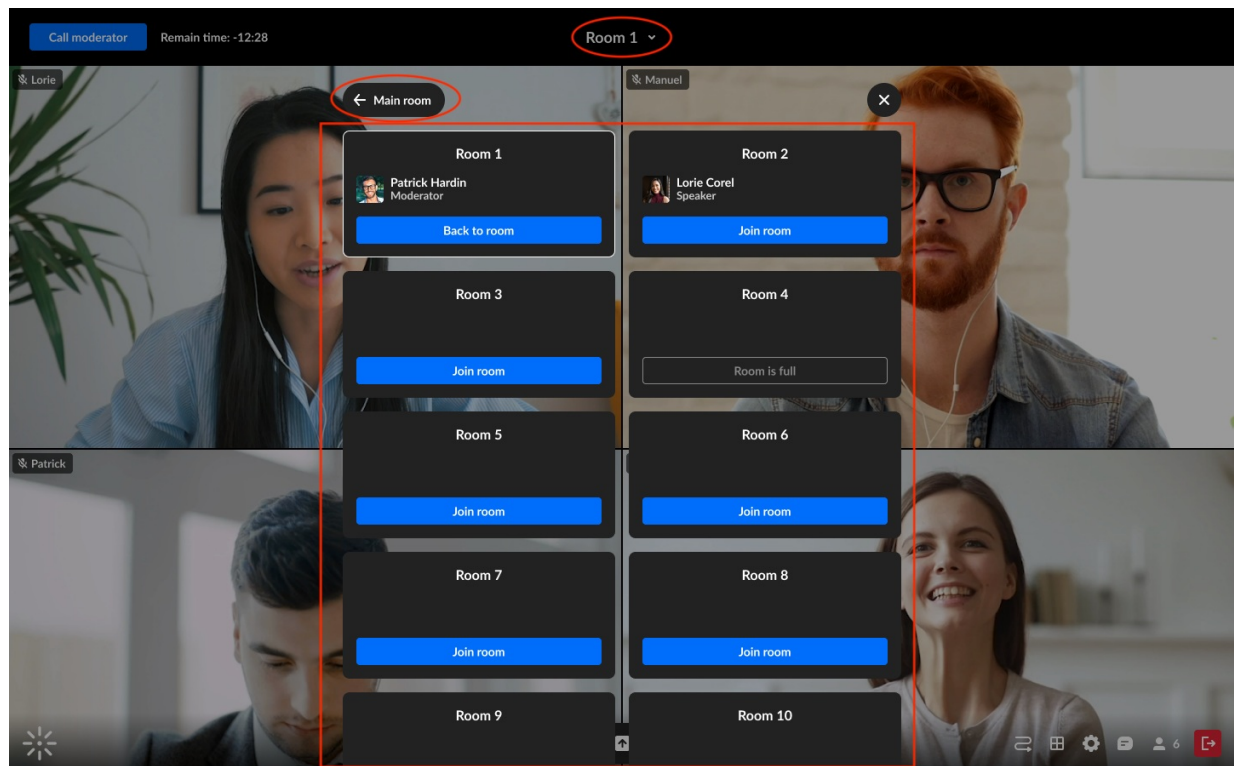 Call moderator
Remain time: -12:28
Room 1
Lorie
Manuel
Main room
Room 1
Patrick Hardin
Moderator
Back to room
Room 2
Lorie Corel
Speaker
Join room
Room 3
Join room
Room 4
Room is full
Room 5
Join room
Room 6
Join room
Patrick
Room 7
Join room
Room 8
Join room
Room 9
Room 10
6